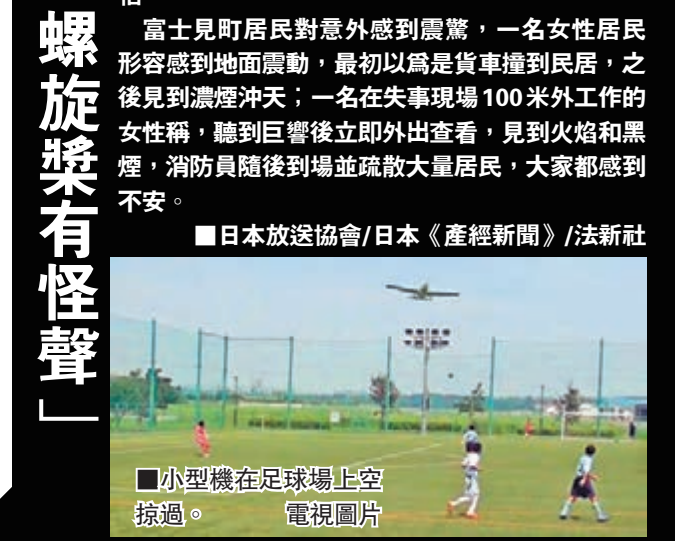 螺旋槳有怪聲」
富士見町居民對意外感到震驚，一名女性居民
形容感到地面震動，最初以爲是貨車撞到民居，之
後見到濃煙沖天；一名在失事現場100米外工作的
女性稱，聽到巨響後立即外出查看，見到火焰和黑
煙，消防員隨後到場並疏散大量居民，大家都感到
不安。
■日本放送協會/日本《產經新聞》/法新社
■小型機在足球場上空
掠過。 電視圖片